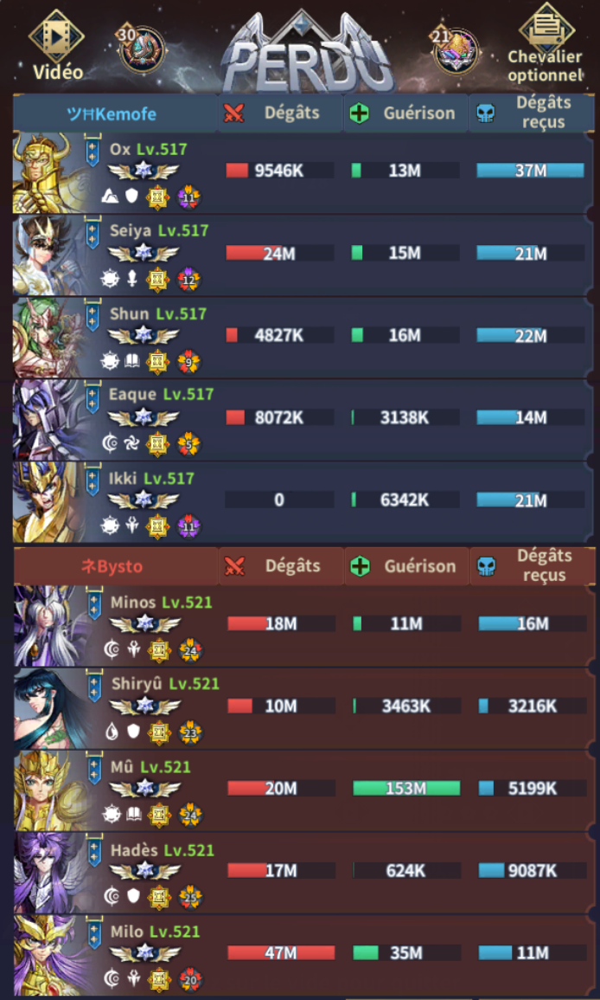 30
21
PERDU
Vidéo
Chevalier
optionnel
ツ卄Kemofe
Dégâts
Guérison
Dégâts
reçus
Ox Lv.517
9546K
13M
37M
11
Seiya Lv.517
24M
15M
21M
12
Shun Lv.517
4827K
16M
22M
9
Eaque Lv.517
8072K
3138K
14M
5
Ikki Lv.517
0
6342K
21M
11
ネBysto
Dégâts
Guérison
Dégâts
reçus
Minos Lv.521
18M
11M
16M
24
Shiryû Lv.521
10M
3463K
3216K
23
Mû Lv.521
20M
153M
5199K
24
Hadès Lv.521
17M
624K
9087K
25
Milo Lv.521
47M
35M
11M
20